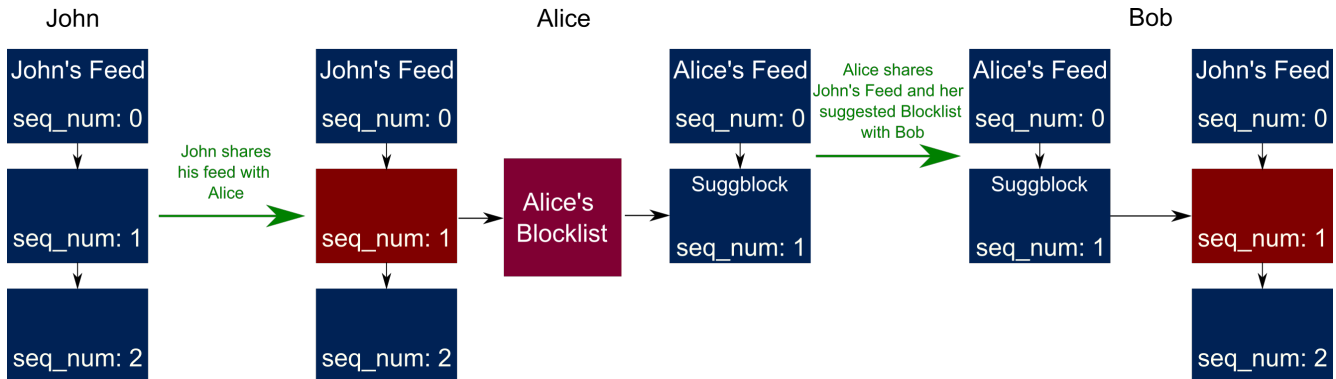 John
Alice
Bob
John's Feed
seq_num: 0
seq_num: 1
seq_num: 2
John shares
his feed with
Alice
John's Feed
seq_num: 0
seq_num: 1
seq_num: 2
Alice's
Blocklist
Alice's Feed
seq_num: 0
Suggblock
seq_num: 1
Alice shares
John's Feed and her
suggested Blocklist
with Bob
Alice's Feed
seq_num: 0
Suggblock
seq_num: 1
John's Feed
seq_num: 0
seq_num: 1
seq_num: 2